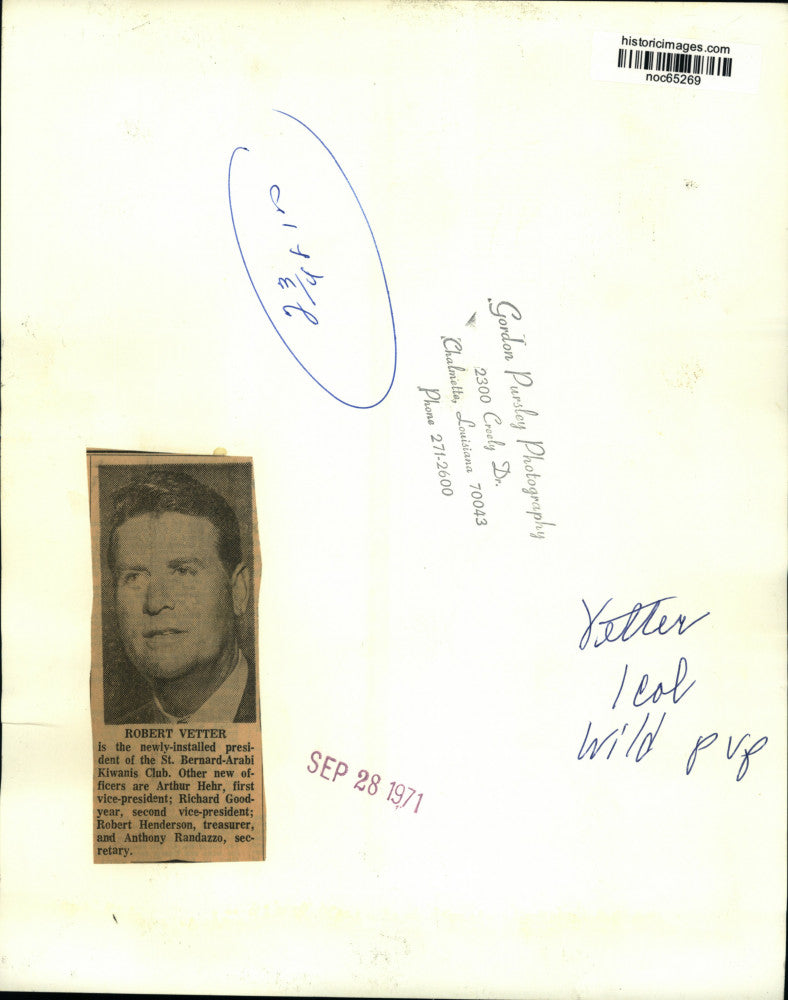 historicimages.com
noc65269
Gordon Pursley Photography
2300 Creely Dr.
Chalmette, Louisiana 70043
Phone 271-2600
Vetter
1 col
Wild pvp
ROBERT VETTER
is the newly-installed presi-
dent of the St. Bernard-Arabi
Kiwanis Club. Other new of-
ficers are Arthur Hehr, first
vice-president; Richard Good-
year, second vice-president;
Robert Henderson, treasurer,
and Anthony Randazzo, sec-
retary.
SEP 28 1971